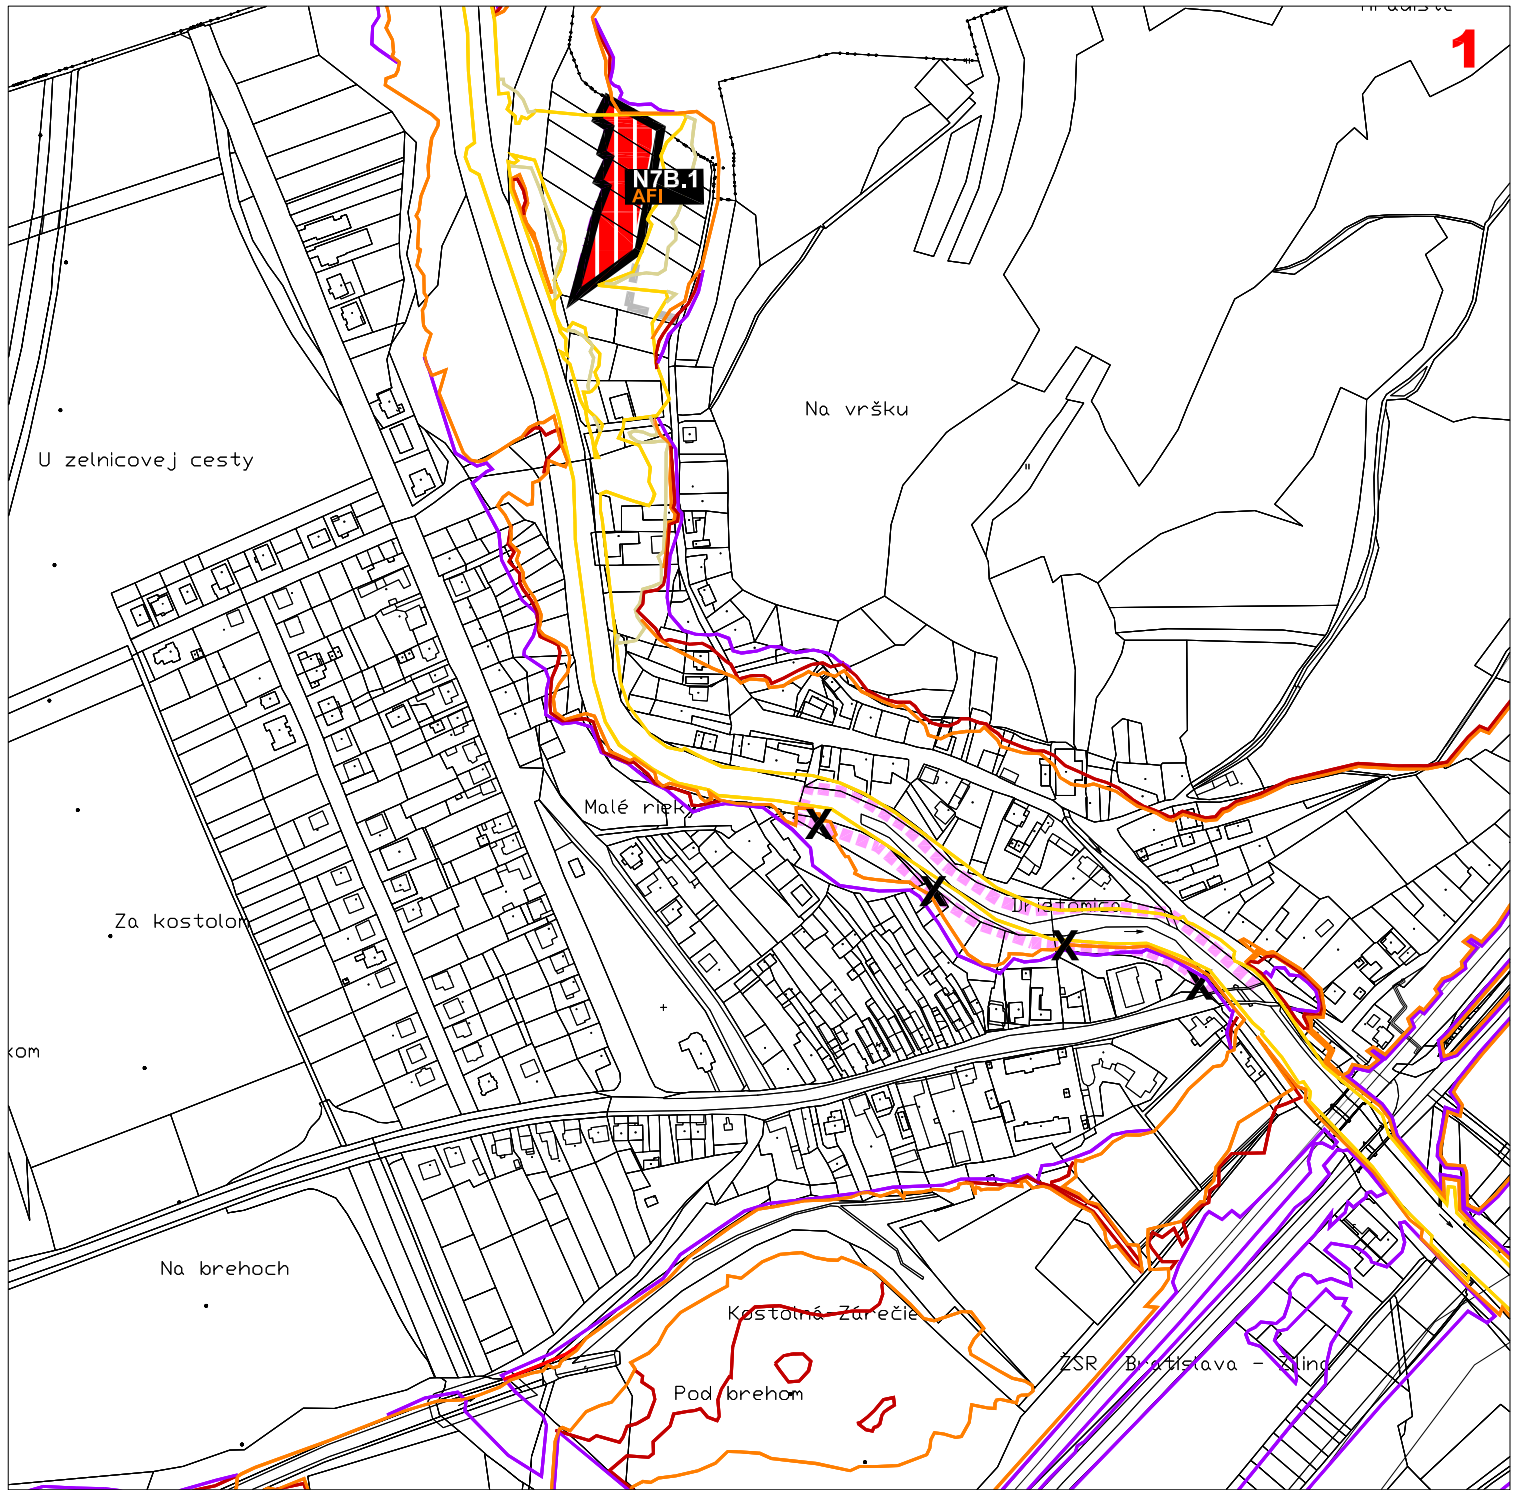 1
N7B.1
AFI
Na vršku
U zelnicovej cesty
Malé rieky
Drietomica
Za kostolom
kom
Na brehoch
Kostolná-Zárečie
ŽSR Bratislava - Žilina
Pod brehom